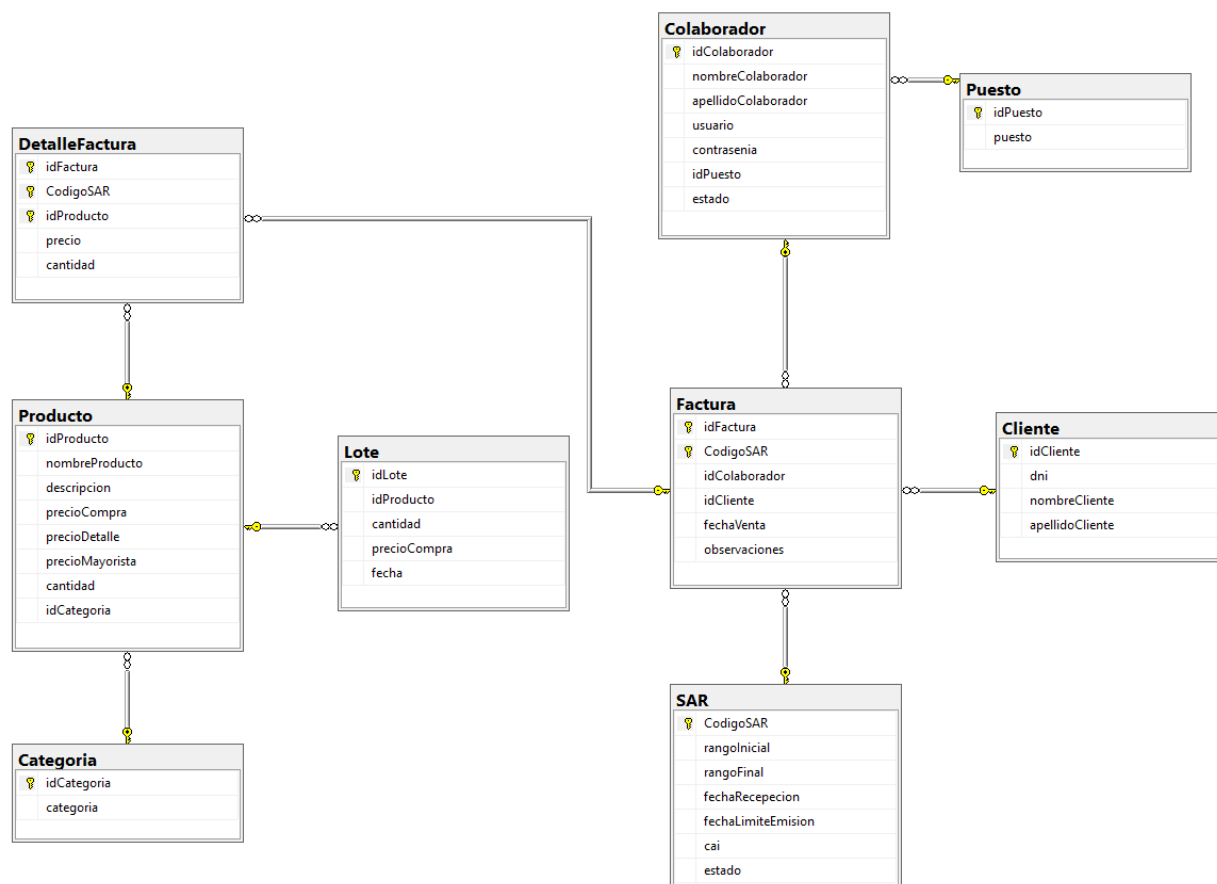 Colaborador
idColaborador
nombreColaborador
apellidoColaborador
usuario
contrasenia
idPuesto
estado
Puesto
idPuesto
puesto
DetalleFactura
idFactura
CodigoSAR
idProducto
precio
cantidad
Producto
idProducto
nombreProducto
descripcion
precioCompra
precioDetalle
precioMayorista
cantidad
idCategoria
Lote
idLote
idProducto
cantidad
precioCompra
fecha
Factura
idFactura
CodigoSAR
idColaborador
idCliente
fechaVenta
observaciones
Cliente
idCliente
dni
nombreCliente
apellidoCliente
Categoria
idCategoria
categoria
SAR
CodigoSAR
rangoInicial
rangoFinal
fechaRecepecion
fechaLimiteEmision
cai
estado